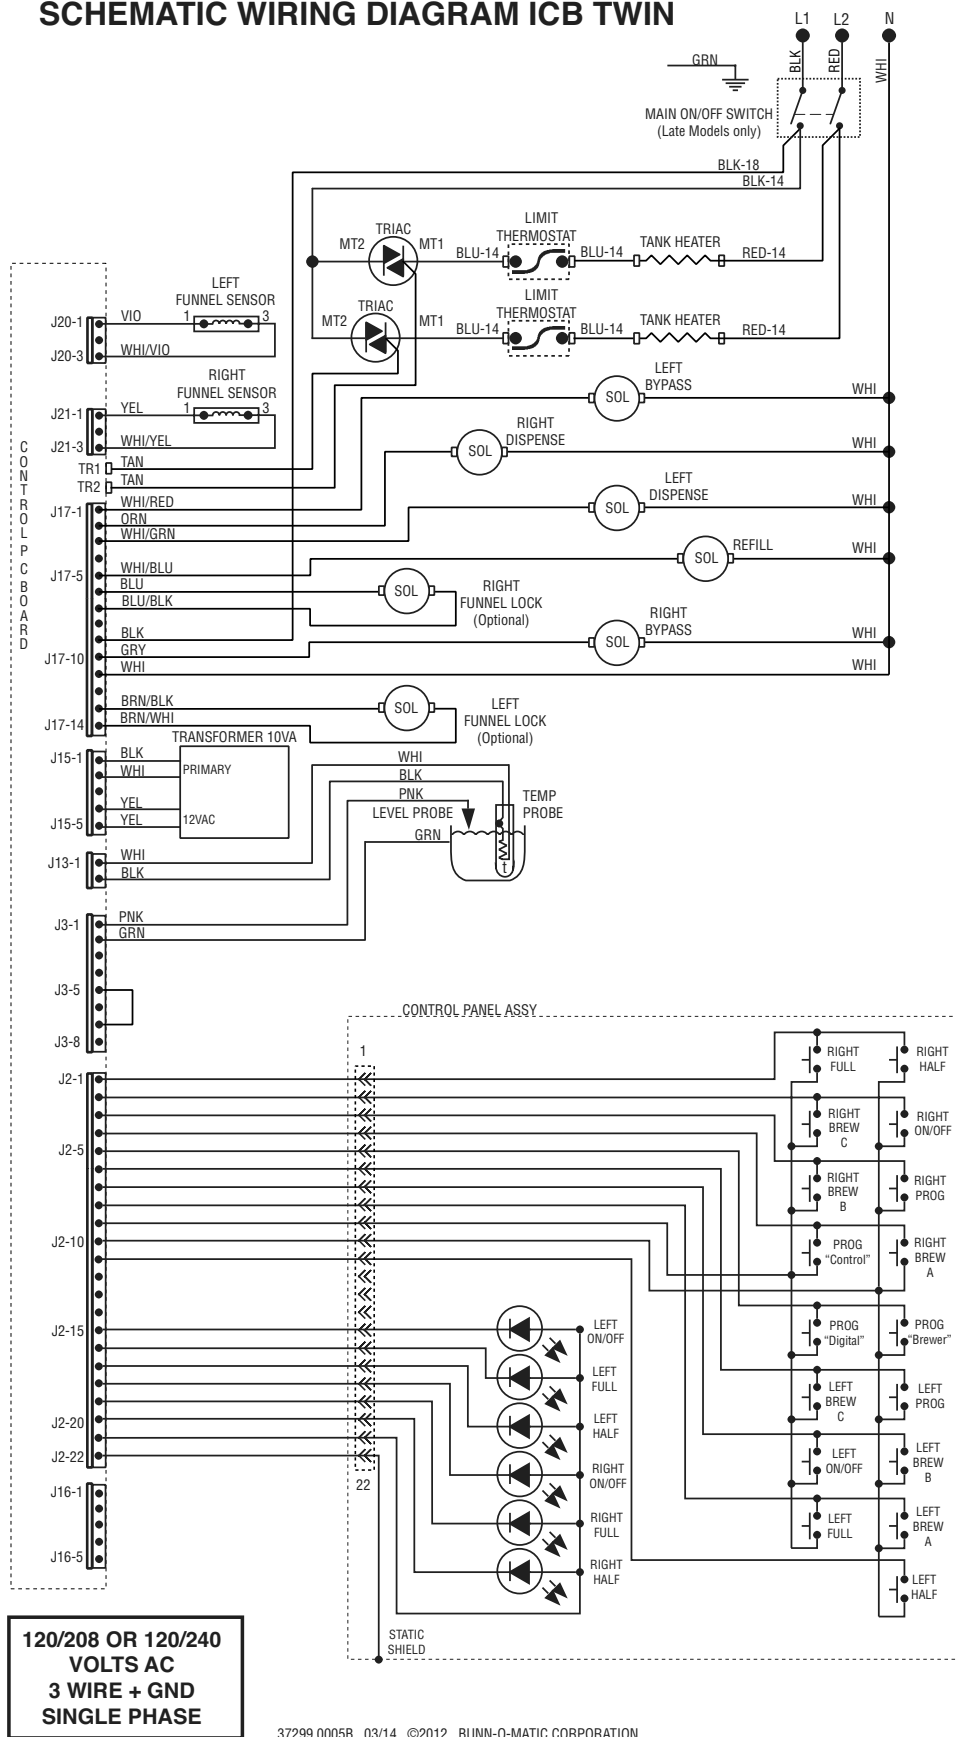 SCHEMATIC WIRING DIAGRAM ICB TWIN
L1
L2
N
BLK
RED
WHI
GRN
MAIN ON/OFF SWITCH
(Late Models only)
BLK-18
BLK-14
LIMIT
THERMOSTAT
TRIAC
MT2
MT1
BLU-14
BLU-14
TANK HEATER
RED-14
LIMIT
THERMOSTAT
TRIAC
MT2
MT1
BLU-14
BLU-14
TANK HEATER
RED-14
CONTROL PC BOARD
LEFT
FUNNEL SENSOR
J20-1
VIO
1
3
J20-3
WHI/VIO
RIGHT
FUNNEL SENSOR
J21-1
YEL
1
3
J21-3
WHI/YEL
TR1
TAN
TR2
TAN
LEFT
BYPASS
SOL
WHI
RIGHT
DISPENSE
SOL
WHI
LEFT
DISPENSE
SOL
WHI
REFILL
SOL
WHI
J17-1
WHI/RED
ORN
WHI/GRN
J17-5
WHI/BLU
BLU
BLU/BLK
SOL
RIGHT
FUNNEL LOCK
(Optional)
RIGHT
BYPASS
SOL
WHI
BLK
J17-10
GRY
WHI
WHI
BRN/BLK
J17-14
BRN/WHI
SOL
LEFT
FUNNEL LOCK
(Optional)
TRANSFORMER 10VA
J15-1
BLK
WHI
PRIMARY
YEL
J15-5
YEL
12VAC
WHI
BLK
PNK
LEVEL PROBE
TEMP
PROBE
GRN
t
J13-1
WHI
BLK
J3-1
PNK
GRN
J3-5
J3-8
CONTROL PANEL ASSY
1
J2-1
J2-5
J2-10
J2-15
J2-20
J2-22
22
J16-1
J16-5
RIGHT
FULL
RIGHT
HALF
RIGHT
BREW
C
RIGHT
ON/OFF
RIGHT
BREW
B
RIGHT
PROG
PROG
“Control”
RIGHT
BREW
A
PROG
“Digital”
PROG
“Brewer”
LEFT
BREW
C
LEFT
PROG
LEFT
ON/OFF
LEFT
BREW
B
LEFT
FULL
LEFT
BREW
A
LEFT
HALF
LEFT
ON/OFF
LEFT
FULL
LEFT
HALF
RIGHT
ON/OFF
RIGHT
FULL
RIGHT
HALF
STATIC
SHIELD
120/208 OR 120/240
VOLTS AC
3 WIRE + GND
SINGLE PHASE
37299.0005B 03/14 ©2012 BUNN-O-MATIC CORPORATION